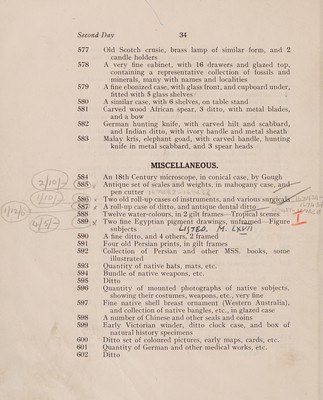 Second Day 34
577 Old Scotch crusie, brass lamp of similar form, and 2
candle holders
578 A very fine cabinet, with 16 drawers and glazed top,
containing a representative collection of fossils and
minerals, many with names and localities
579 A fine ebonized case, with glass front, and cupboard under,
fitted with 5 glass shelves
580 A similar case, with 6 shelves, on table stand
581 Carved wood African spear, 3 ditto, with metal blades,
and a bow
582 German hunting knife, with carved hilt and scabbard,
and Indian ditto, with ivory handle and metal sheath
583 Malay kris, elephant goad, with carved handle, hunting
knife in metal scabbard, and 3 spear heads
MISCELLANEOUS.
584 An 18th Century microscope, in conical case, by Gough
2/10/-
585 Antique set of scales and weights, in mahogany case, and
pen cutter
1/10/-
586 Two old roll-up cases of instruments, and various surgical
1/12/6
587 A roll-up case of ditto, and antique dental ditto
588 Twelve water-colours, in 2 gift frames—Tropical scenes
4/5/-
589 Two fine Egyptian pigment drawings, unframed—Figure
subjects LISTED. M. LXVII
590 A fine ditto, and 4 others, 2 framed
591 Four old Persian prints, in gilt frames
592 Collection of Persian and other MSS. books, some
illustrated
593 Quantity of native hats, mats, etc.
594 Bundle of native weapons, etc.
595 Ditto
596 Quantity of mounted photographs of native subjects,
showing their costumes, weapons, etc., very fine
597 Fine native shell breast ornament (Western Australia),
and collection of native bangles, etc., in glazed case
598 A number of Chinese and other seals and coins
599 Early Victorian winder, ditto clock case, and box of
natural history specimens
600 Ditto set of coloured pictures, early maps, cards, etc.
601 Quantity of German and other medical works, etc.
602 Ditto